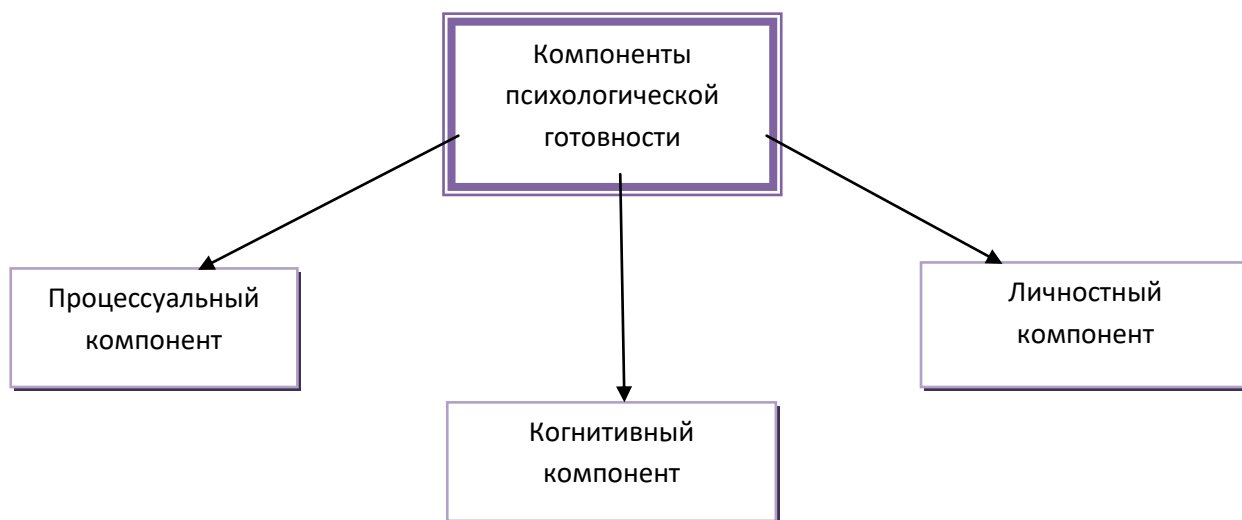 Компоненты
психологической
готовности
Процессуальный
компонент
Личностный
компонент
Когнитивный
компонент